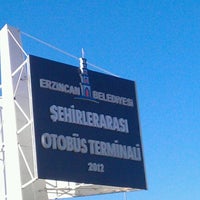 ERZİNCAN BELEDİYESİ
ŞEHİRLERARASI
OTOBÜS TERMİNALİ
2012